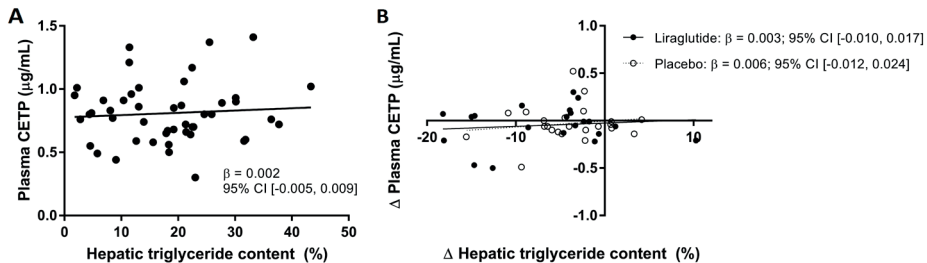 A
Plasma CETP (µg/mL)
1.5
1.0
0.5
0.0
0
10
20
30
40
50
β = 0.002
95% CI [-0.005, 0.009]
Hepatic triglyceride content (%)
B
Δ Plasma CETP (µg/mL)
1.0
0.5
-0.5
-1.0
-20
-10
10
Liraglutide: β = 0.003; 95% CI [-0.010, 0.017]
Placebo: β = 0.006; 95% CI [-0.012, 0.024]
Δ Hepatic triglyceride content (%)